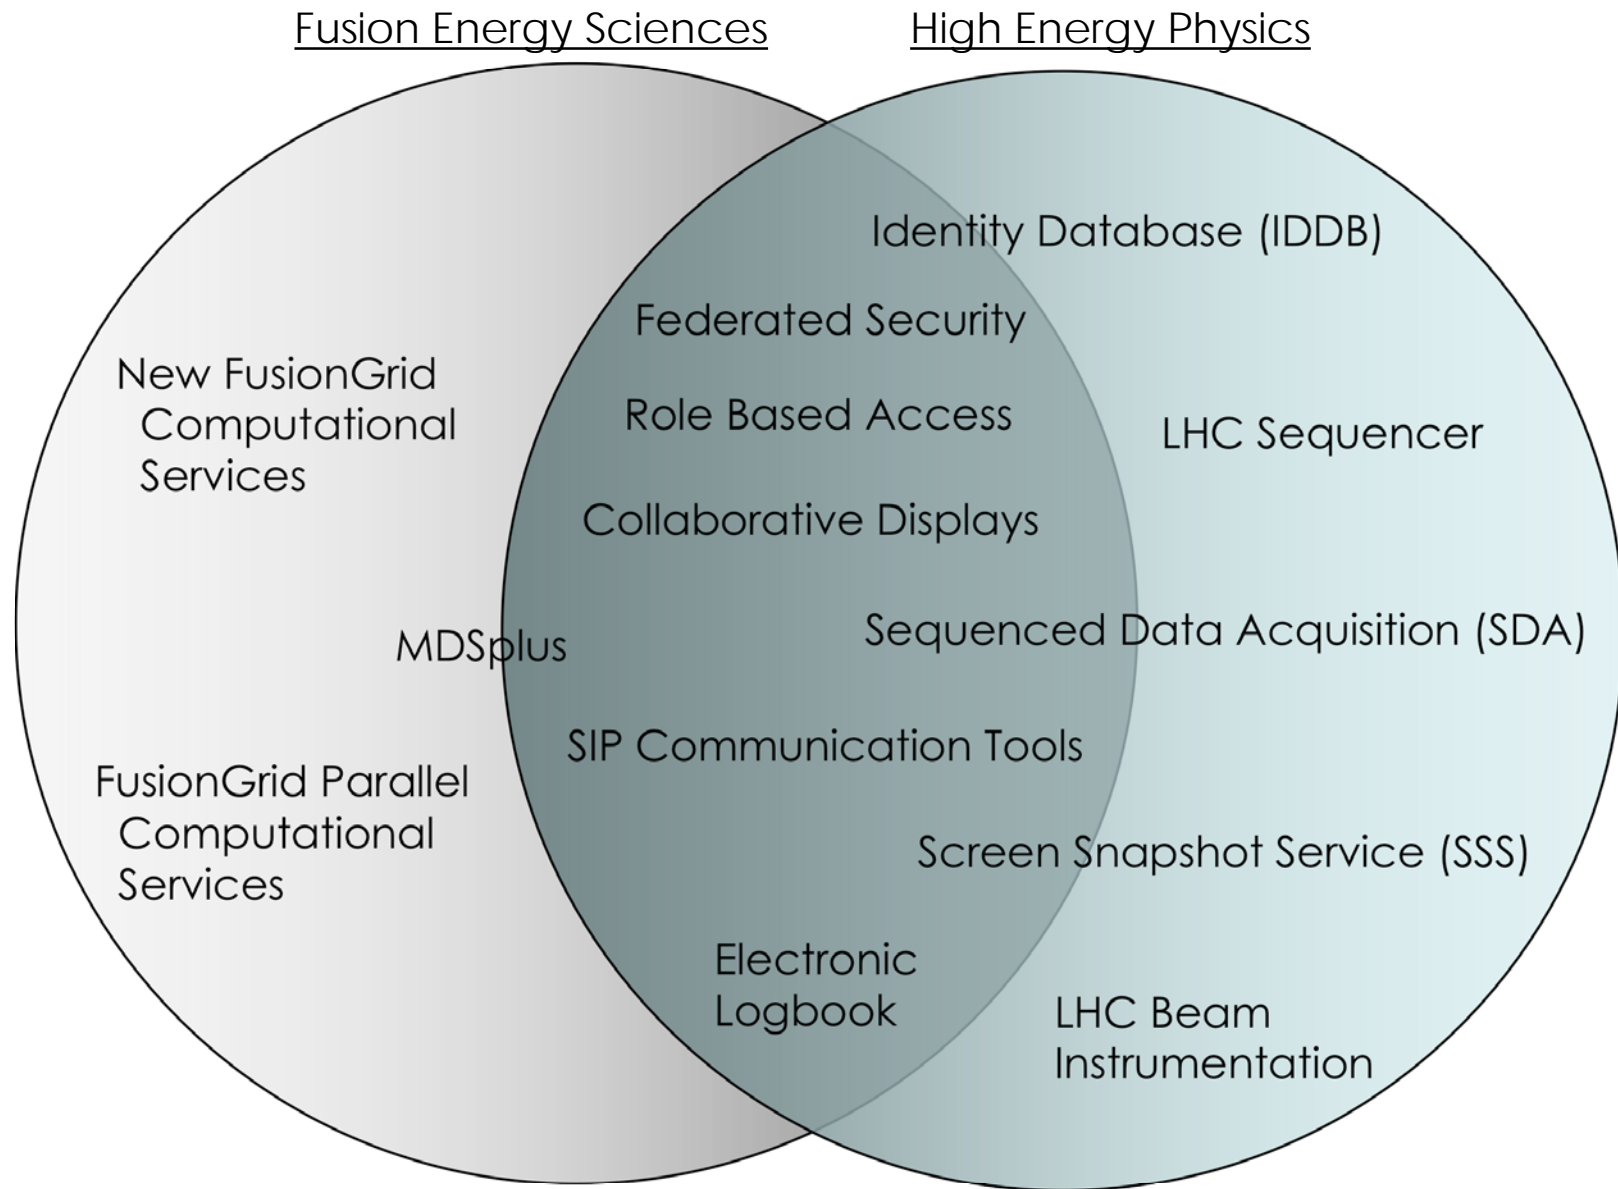 Fusion Energy Sciences
High Energy Physics
Identity Database (IDDB)
Federated Security
New FusionGrid
Computational
Services
Role Based Access
LHC Sequencer
Collaborative Displays
MDSplus
Sequenced Data Acquisition (SDA)
SIP Communication Tools
FusionGrid Parallel
Computational
Services
Screen Snapshot Service (SSS)
Electronic
Logbook
LHC Beam
Instrumentation